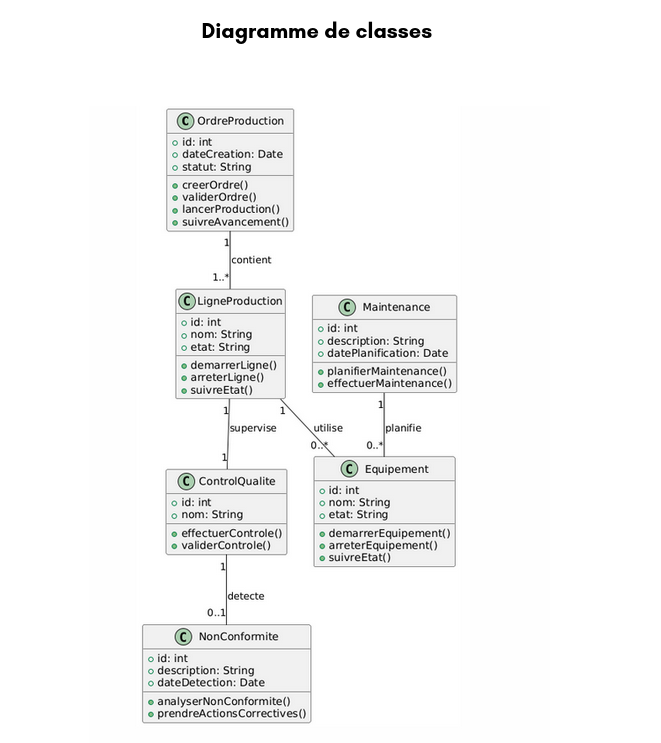 Diagramme de classes
C OrdreProduction
id: int
dateCreation: Date
statut: String
creerOrdre()
validerOrdre()
lancerProduction()
suivreAvancement()
1
contient
1..*
C LigneProduction
id: int
nom: String
etat: String
demarrerLigne()
arreterLigne()
suivreEtat()
C Maintenance
id: int
description: String
datePlanification: Date
planifierMaintenance()
effectuerMaintenance()
1
supervise
1
1
utilise
0..*
1
planifie
0..*
C ControlQualite
id: int
nom: String
effectuerControle()
validerControle()
C Equipement
id: int
nom: String
etat: String
demarrerEquipement()
arreterEquipement()
suivreEtat()
1
detecte
0..1
C NonConformite
id: int
description: String
dateDetection: Date
analyserNonConformite()
prendreActionsCorrectives()